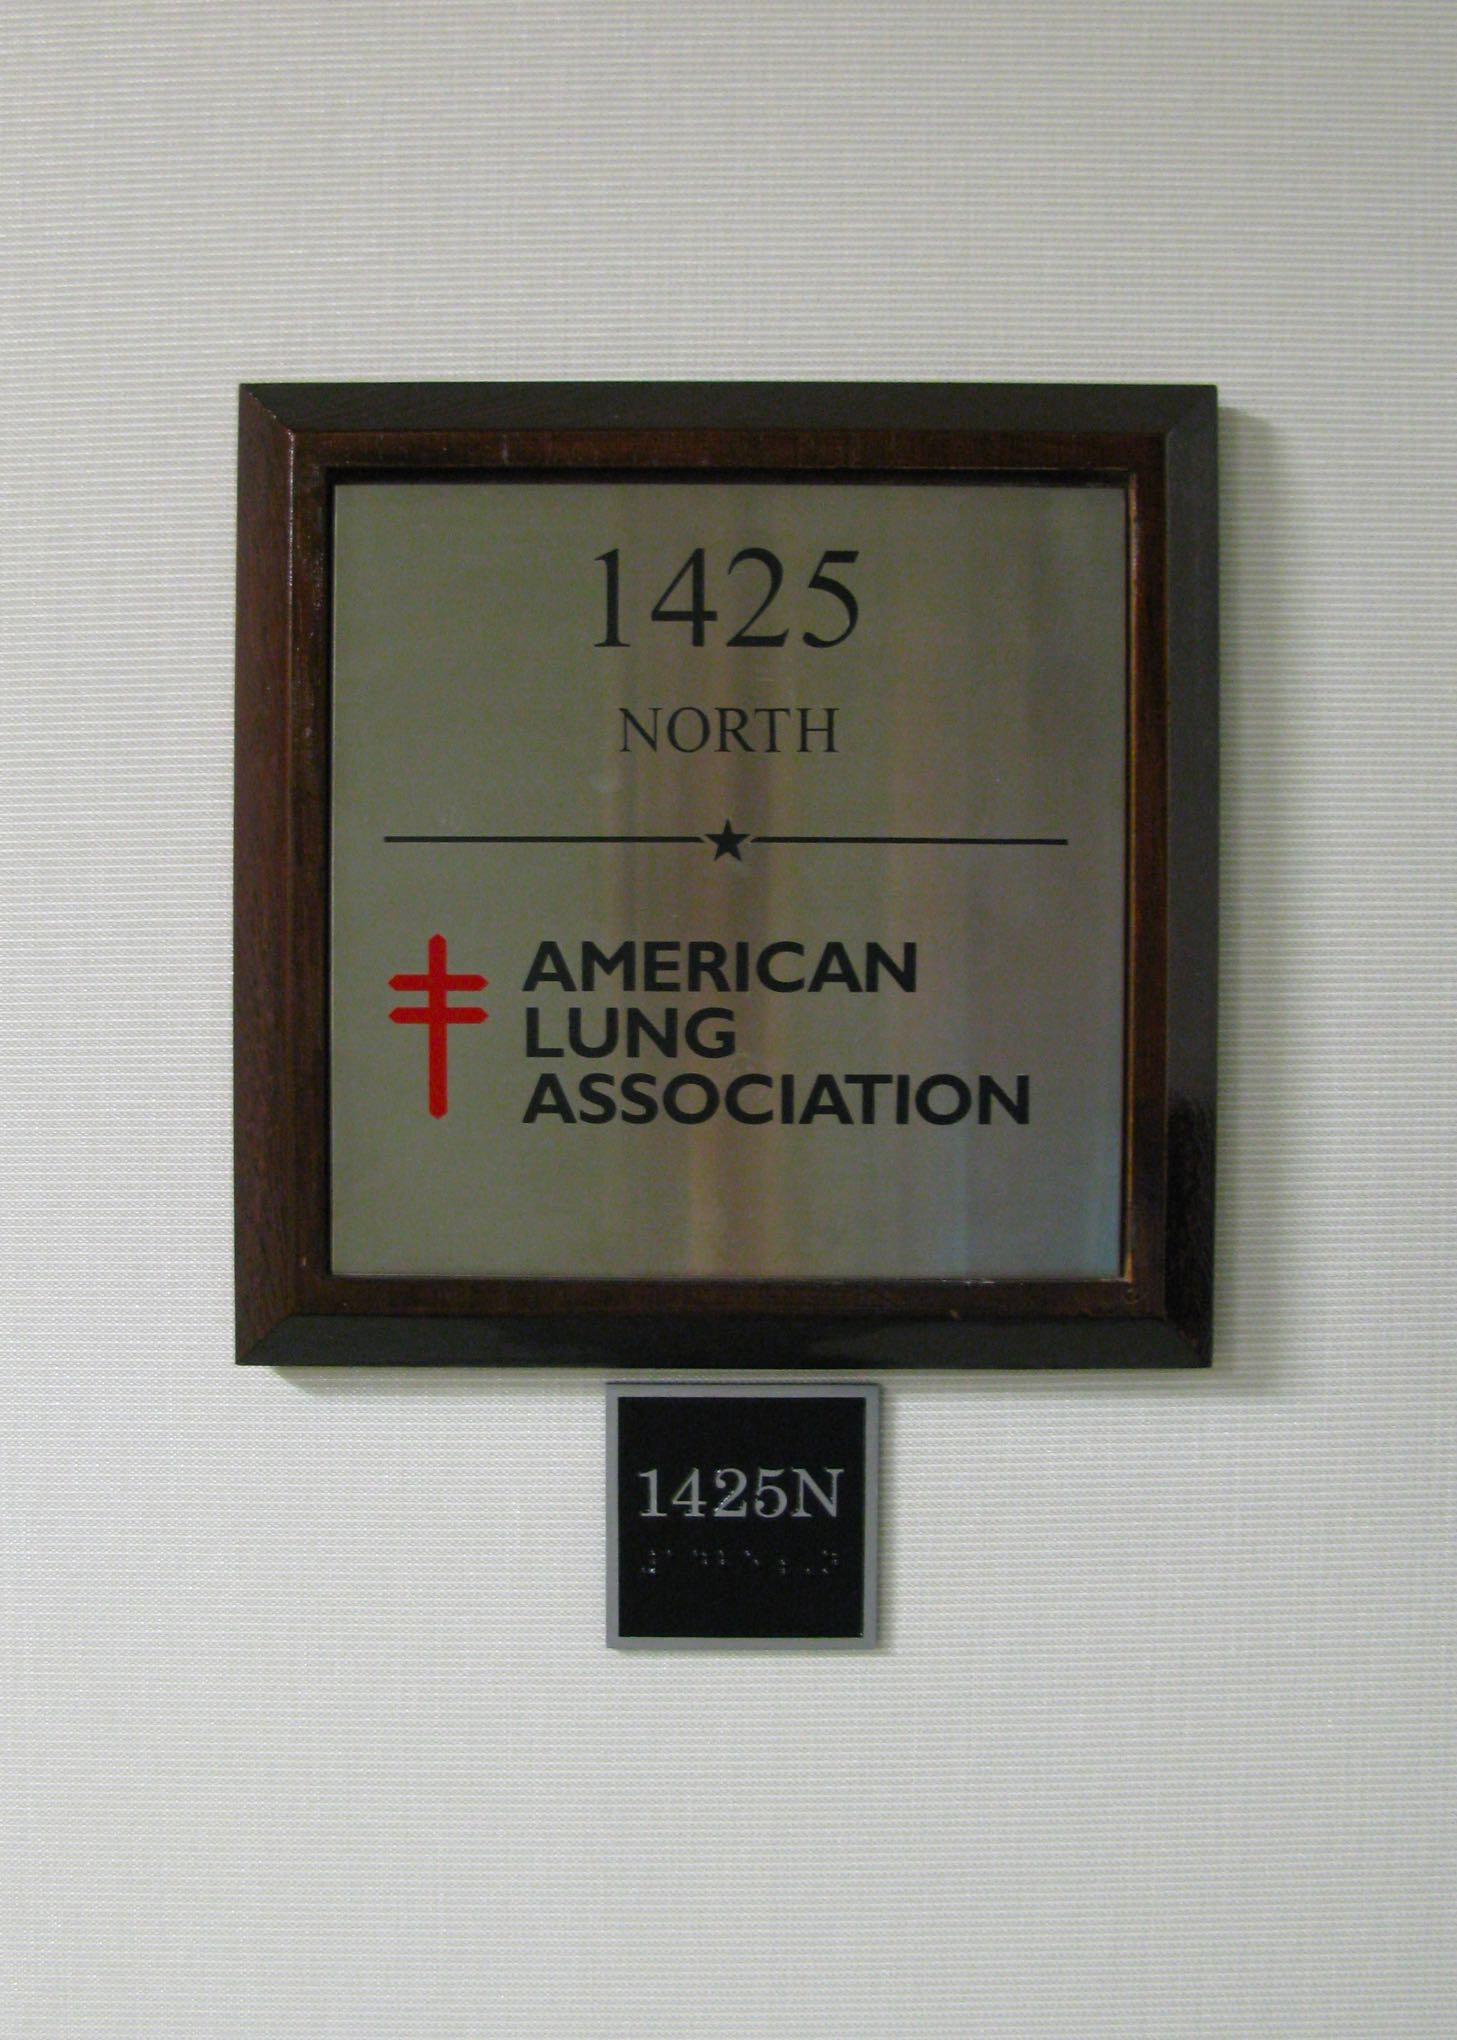 1425
NORTH
AMERICAN
LUNG
ASSOCIATION
1425N